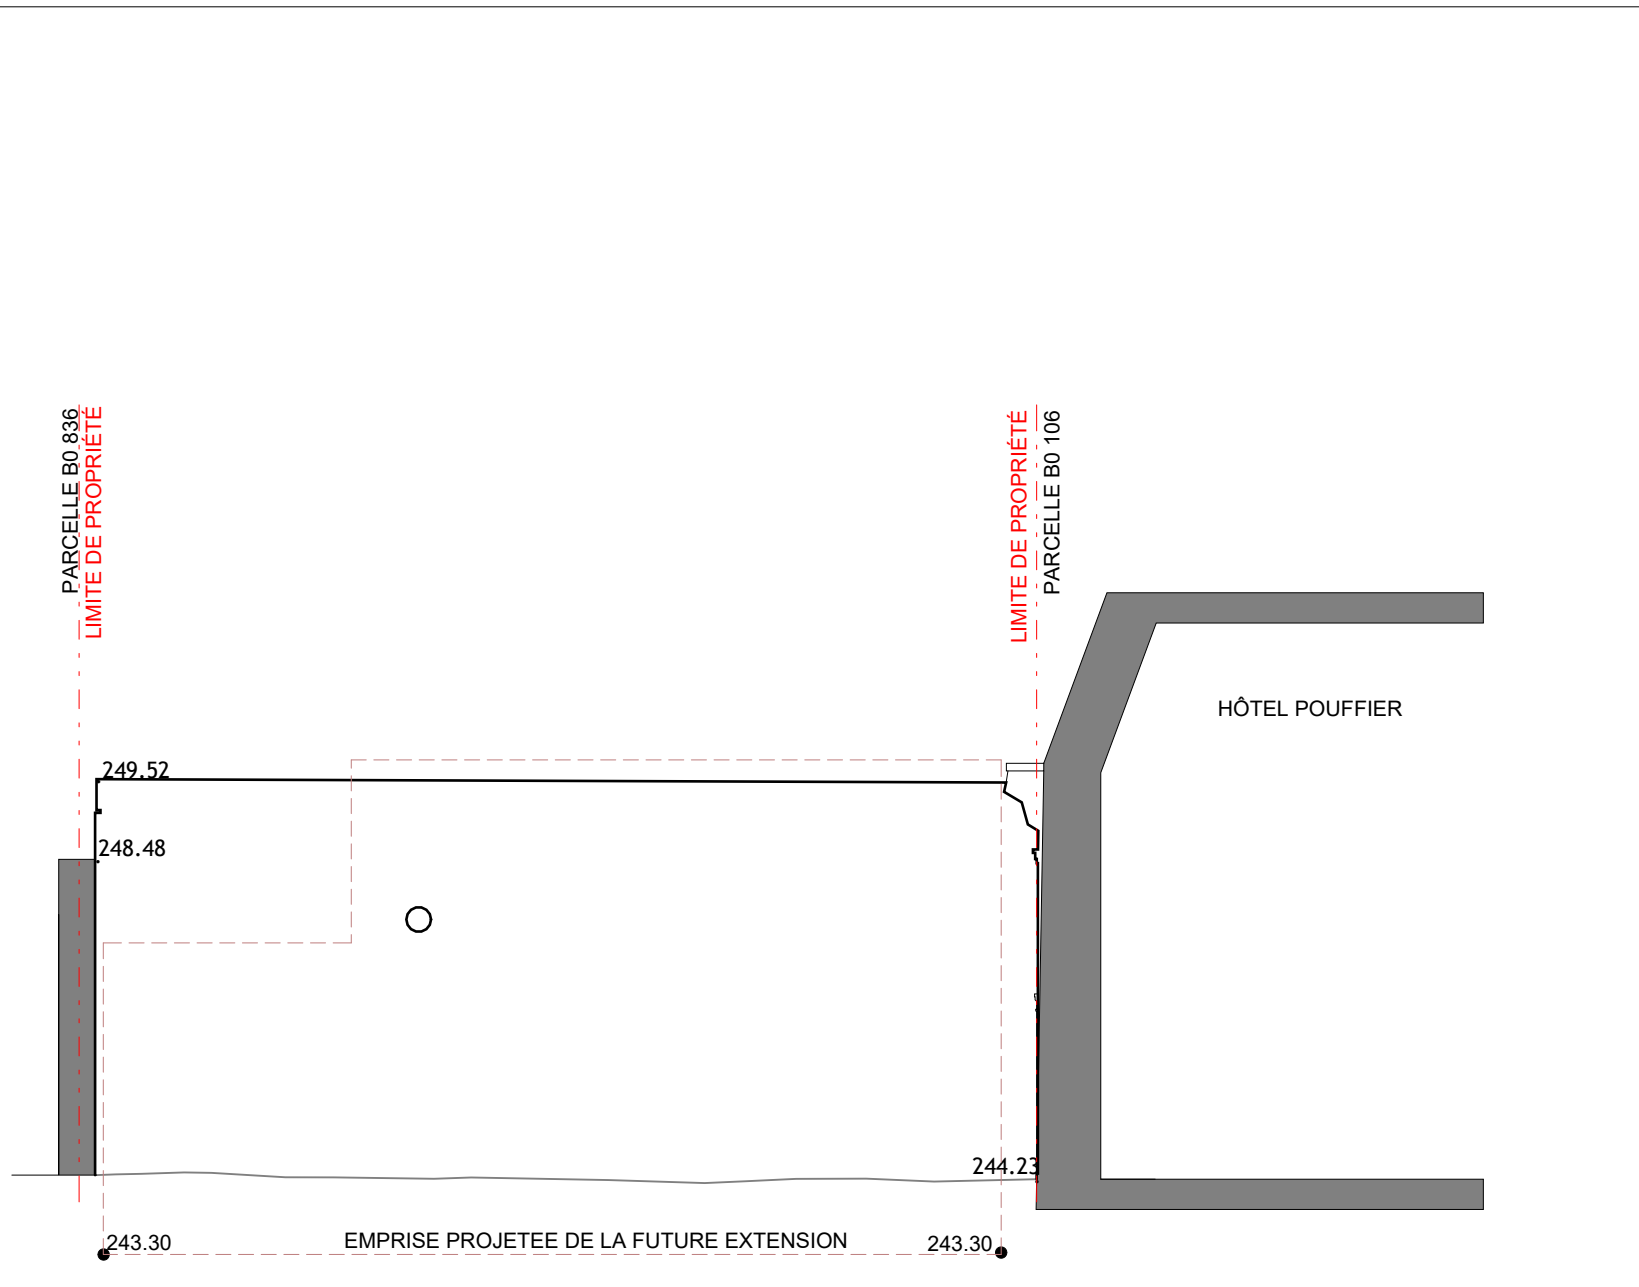 PARCELLE B0 836
LIMITE DE PROPRIÉTÉ
LIMITE DE PROPRIÉTÉ
PARCELLE B0 106
HÔTEL POUFFIER
249.52
248.48
244.23
243.30
EMPRISE PROJETEE DE LA FUTURE EXTENSION
243.30